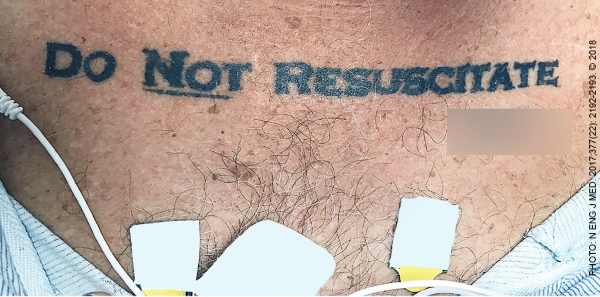 Do Not Resuscitate
PHOTO: N ENG J MED. 2017:377(22): 2192-2193. © 2018